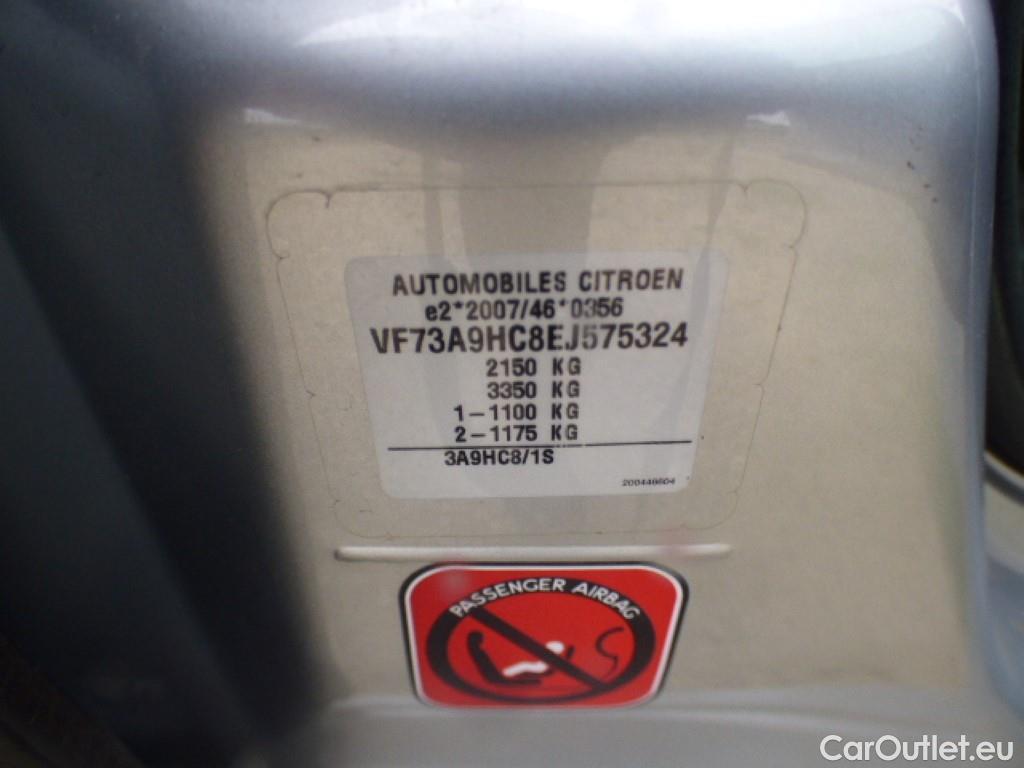 AUTOMOBILES CITROEN
e2*2007/46*0356
VF73A9HC8EJ575324
2150 KG
3350 KG
1-1100 KG
2-1175 KG
3A9HC8/1S
200448604
PASSENGER AIRBAG
CarOutlet.eu